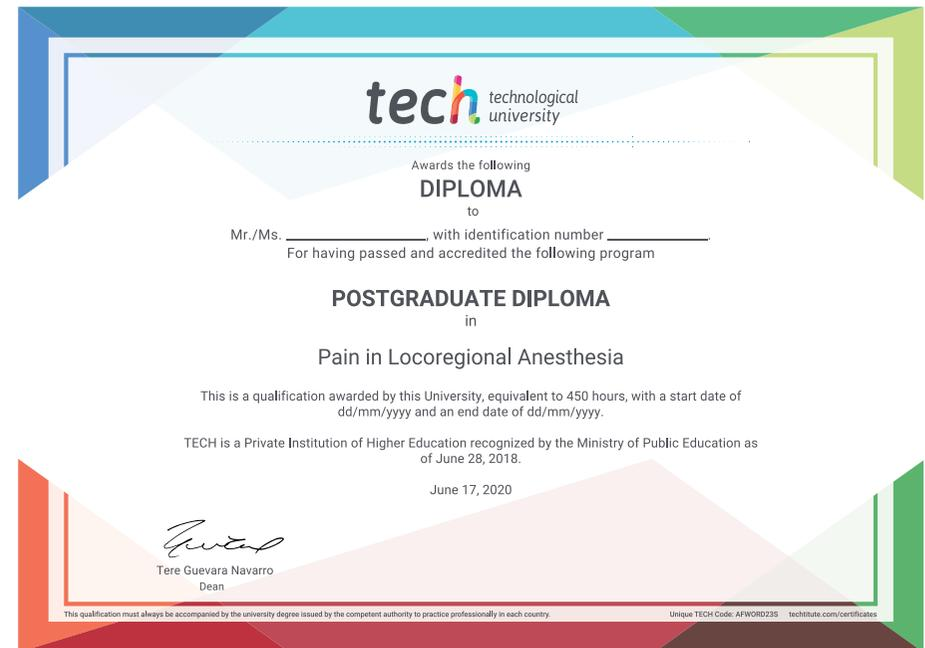 tech technological
university
Awards the following
DIPLOMA
to
Mr./Ms. ____________________, with identification number ______________.
For having passed and accredited the following program
POSTGRADUATE DIPLOMA
in
Pain in Locoregional Anesthesia
This is a qualification awarded by this University, equivalent to 450 hours, with a start date of
dd/mm/yyyy and an end date of dd/mm/yyyy.
TECH is a Private Institution of Higher Education recognized by the Ministry of Public Education as
of June 28, 2018.
June 17, 2020
Tere Guevara Navarro
Dean
This qualification must always be accompanied by the university degree issued by the competent authority to practice professionally in each country.
Unique TECH Code: AFWORD23S techtitute.com/certificates